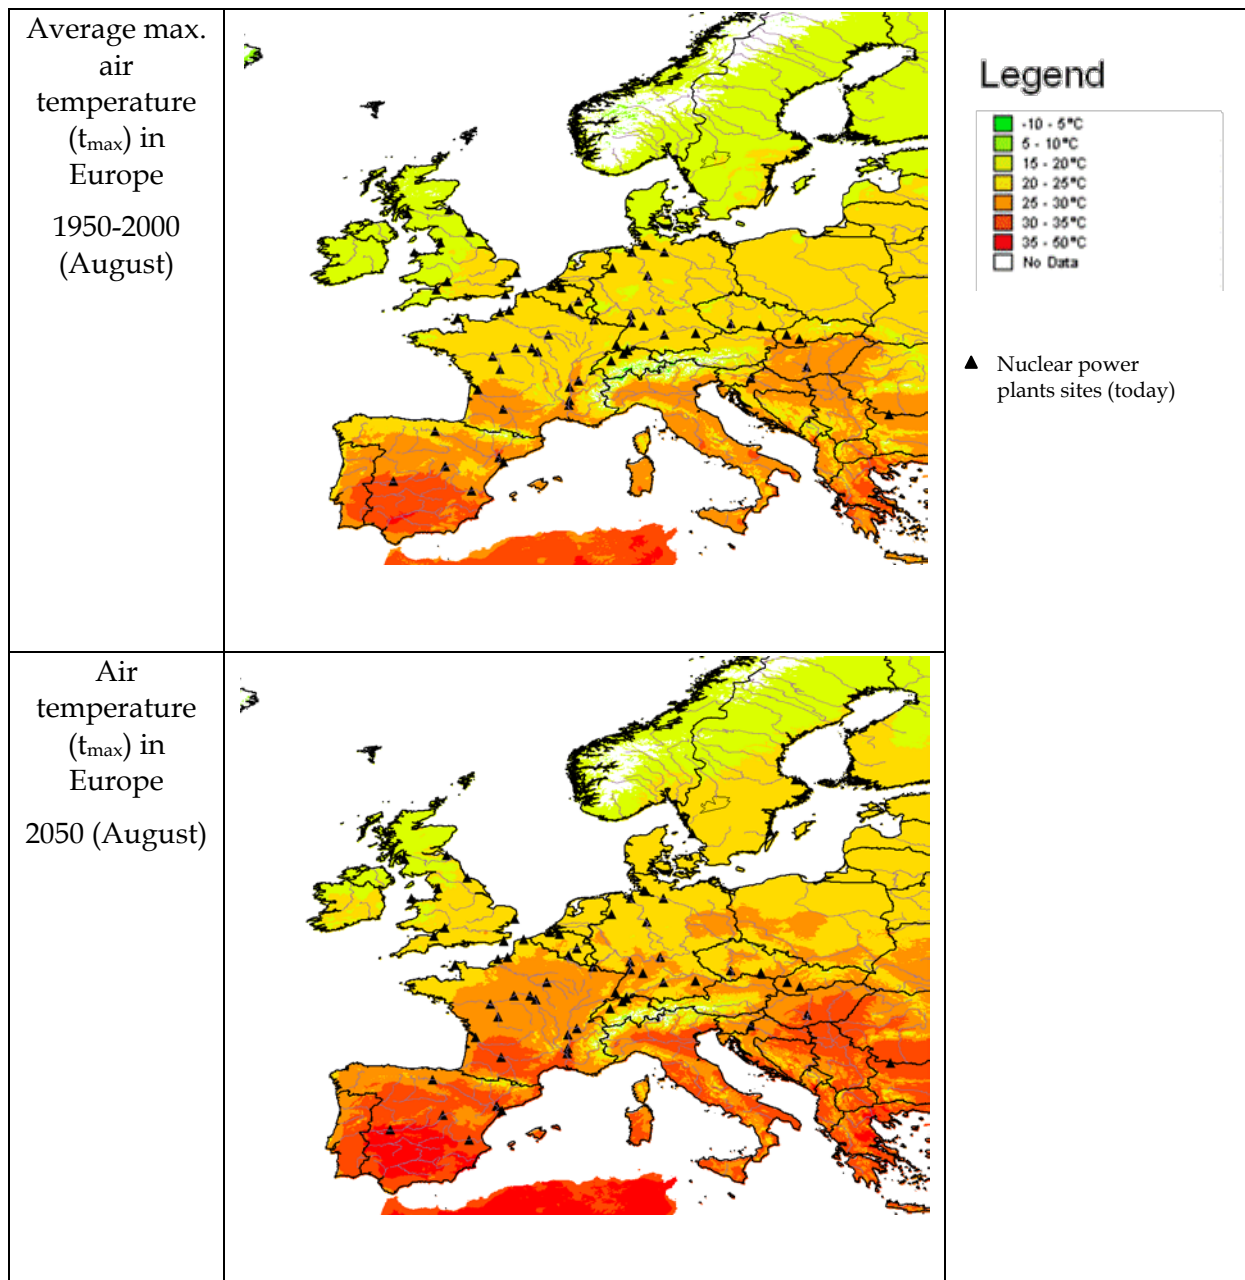 Average max.
air
temperature
(tmax) in
Europe
1950-2000
(August)
Legend
-10 - 5°C
5 - 10°C
15 - 20°C
20 - 25°C
25 - 30°C
30 - 35°C
35 - 50°C
No Data
Nuclear power
plants sites (today)
Air
temperature
(tmax) in
Europe
2050 (August)